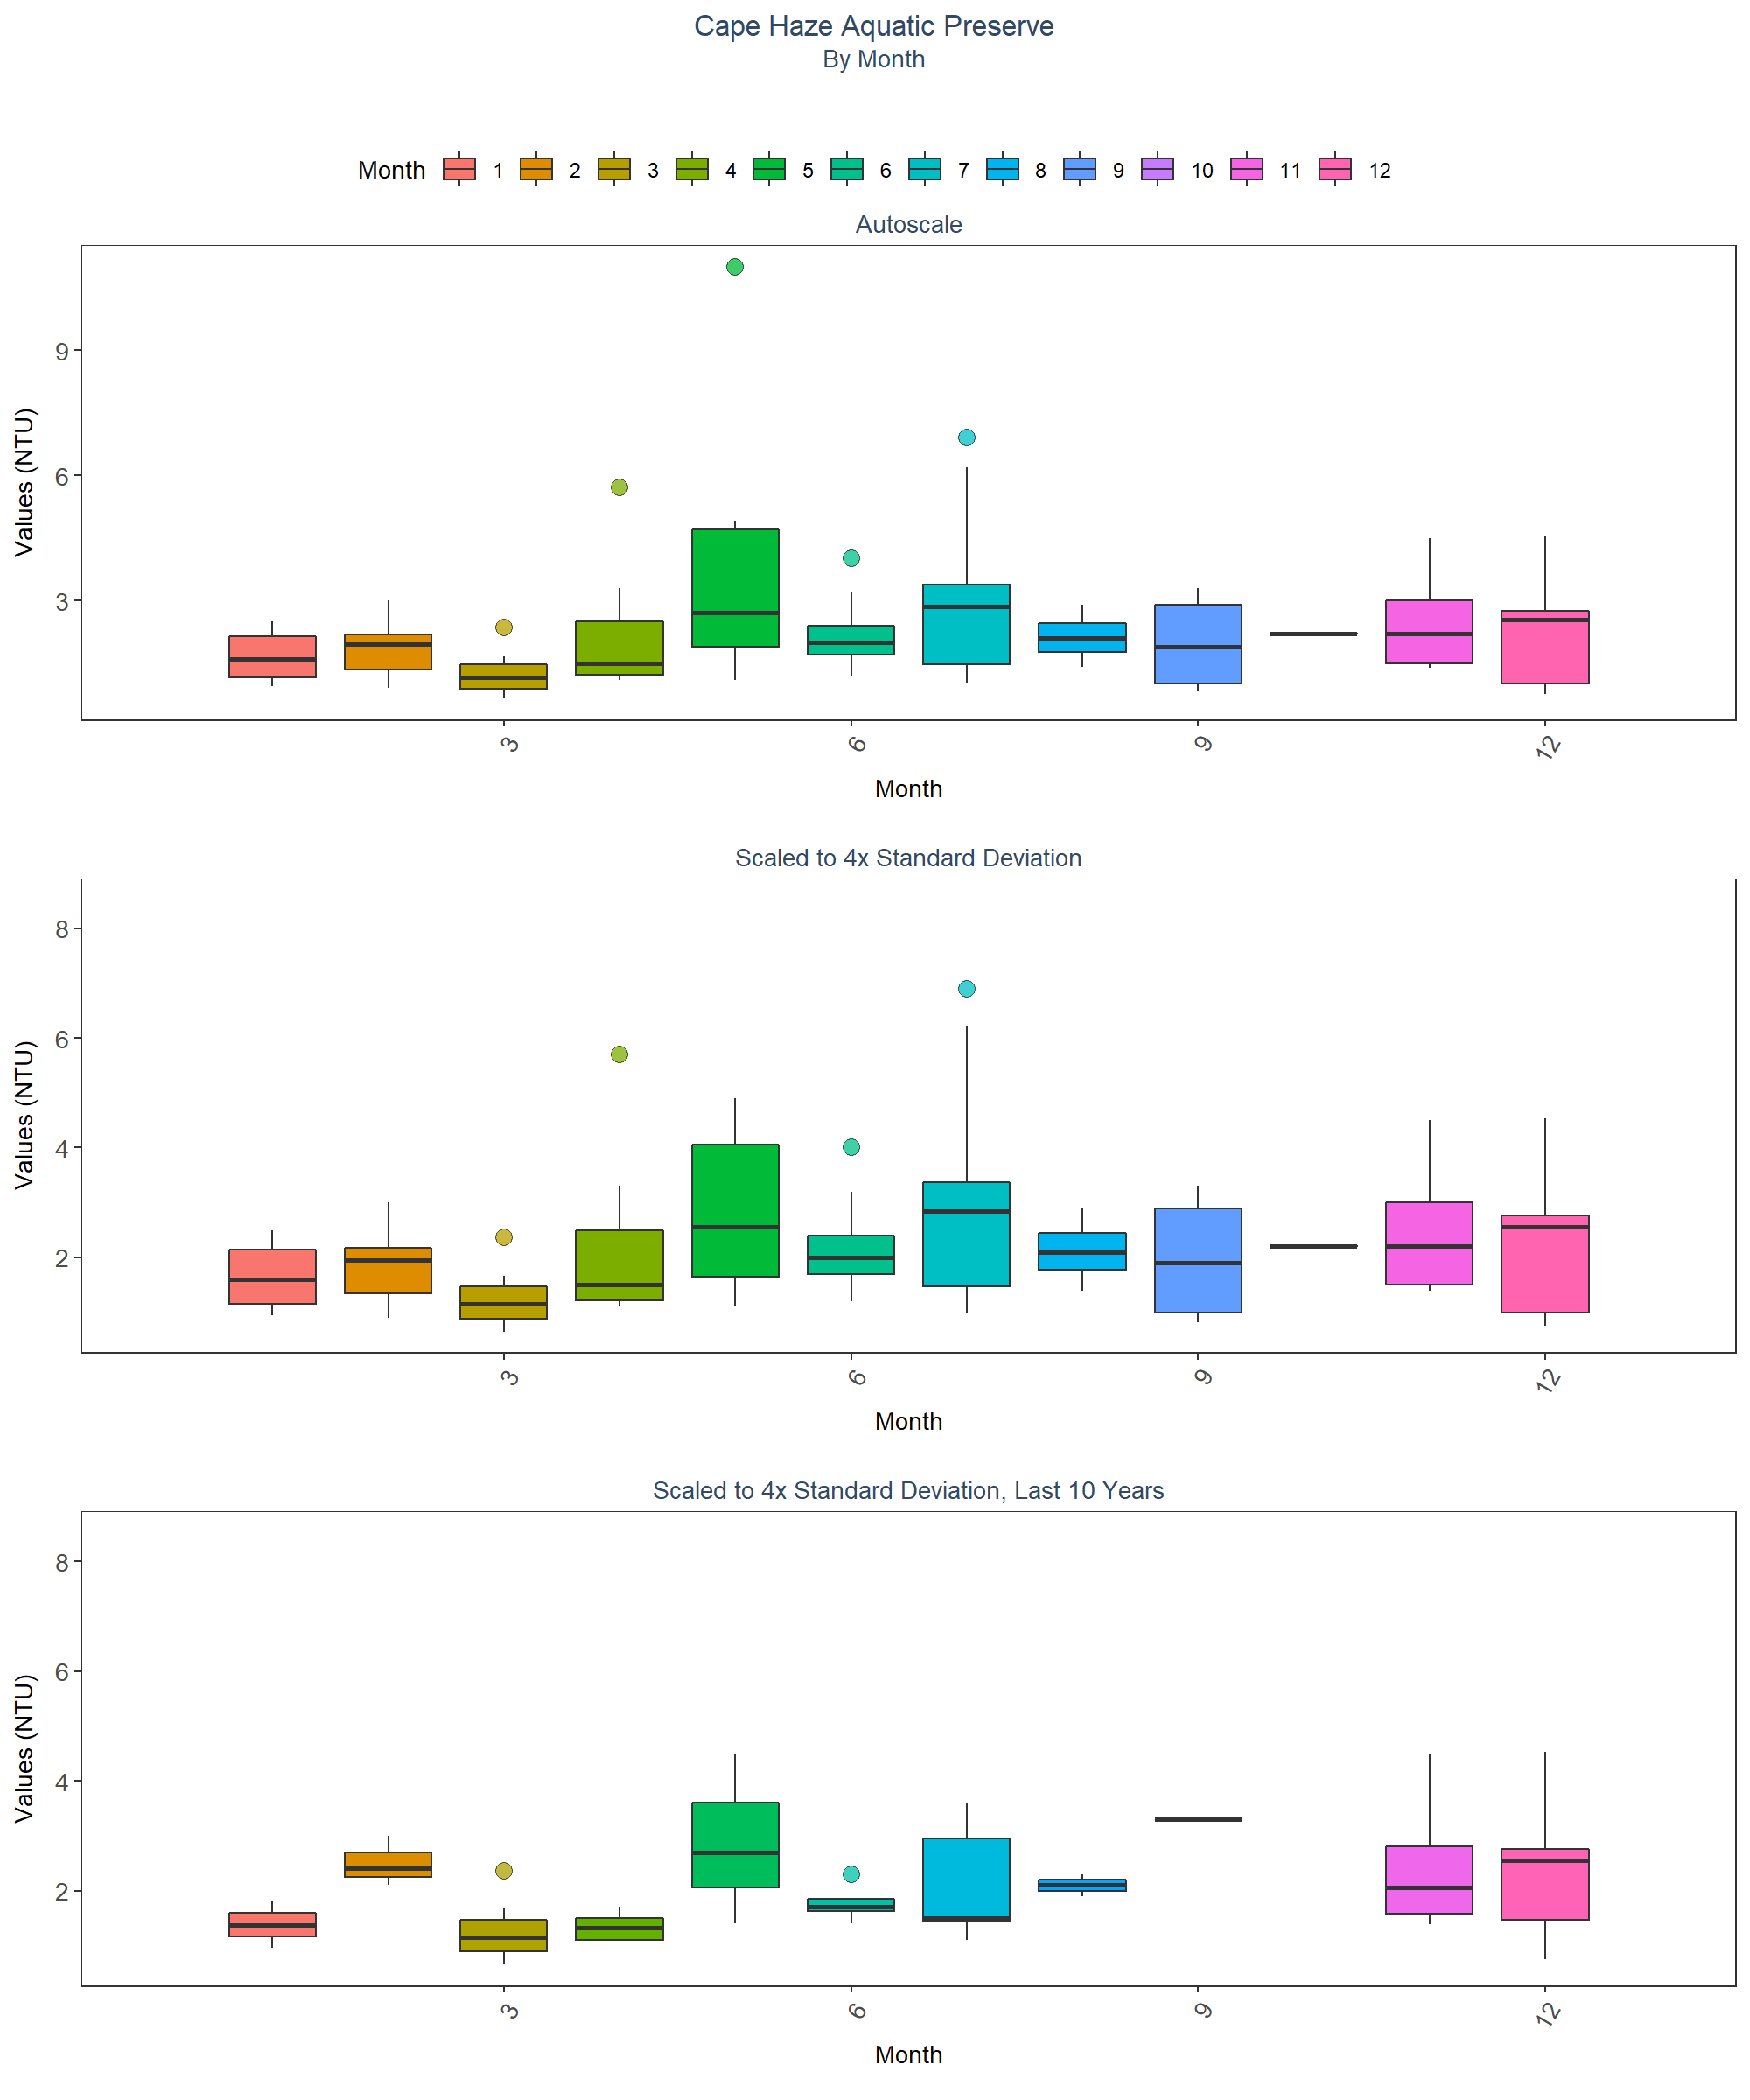 Cape Haze Aquatic Preserve
By Month
Month 1 2 3 4 5 6 7 8 9 10 11 12
Autoscale
Values (NTU)
9
6
3
3 6 9 12
Month
Scaled to 4x Standard Deviation
Values (NTU)
8
6
4
2
3 6 9 12
Month
Scaled to 4x Standard Deviation, Last 10 Years
Values (NTU)
8
6
4
2
3 6 9 12
Month